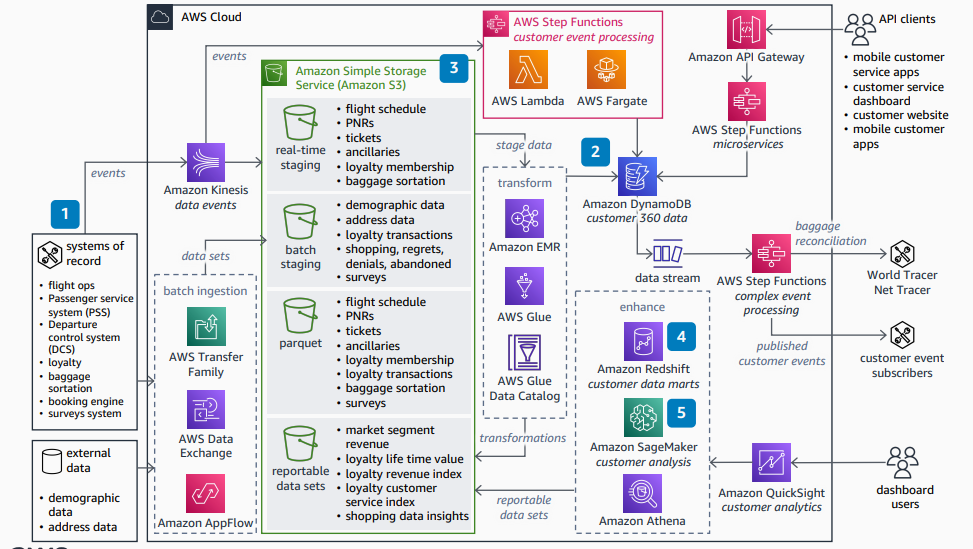 AWS Cloud
events
AWS Step Functions
customer event processing
AWS Lambda
AWS Fargate
Amazon API Gateway
AWS Step Functions
microservices
API clients
• mobile customer
service apps
• customer service
dashboard
• customer website
• mobile customer
apps
3
Amazon Simple Storage
Service (Amazon S3)
real-time
staging
• flight schedule
• PNRs
• tickets
• ancillaries
• loyalty membership
• baggage sortation
batch
staging
• demographic data
• address data
• loyalty transactions
• shopping, regrets,
denials, abandoned
• surveys
parquet
• flight schedule
• PNRs
• tickets
• ancillaries
• loyalty membership
• loyalty transactions
• baggage sortation
• surveys
reportable
data sets
• market segment
revenue
• loyalty life time value
• loyalty revenue index
• loyalty customer
service index
• shopping data insights
events
Amazon Kinesis
data events
1
systems of
record
• flight ops
• Passenger service
system (PSS)
• Departure
control system
(DCS)
• loyalty
• baggage
sortation
• booking engine
• surveys system
external
data
• demographic
data
• address data
data sets
batch ingestion
AWS Transfer
Family
AWS Data
Exchange
Amazon AppFlow
stage data
transform
Amazon EMR
AWS Glue
AWS Glue
Data Catalog
transformations
reportable
data sets
2
Amazon DynamoDB
customer 360 data
data stream
AWS Step Functions
complex event
processing
baggage
reconciliation
World Tracer
Net Tracer
published
customer events
customer event
subscribers
enhance
4
Amazon Redshift
customer data marts
5
Amazon SageMaker
customer analysis
Amazon Athena
Amazon QuickSight
customer analytics
dashboard
users